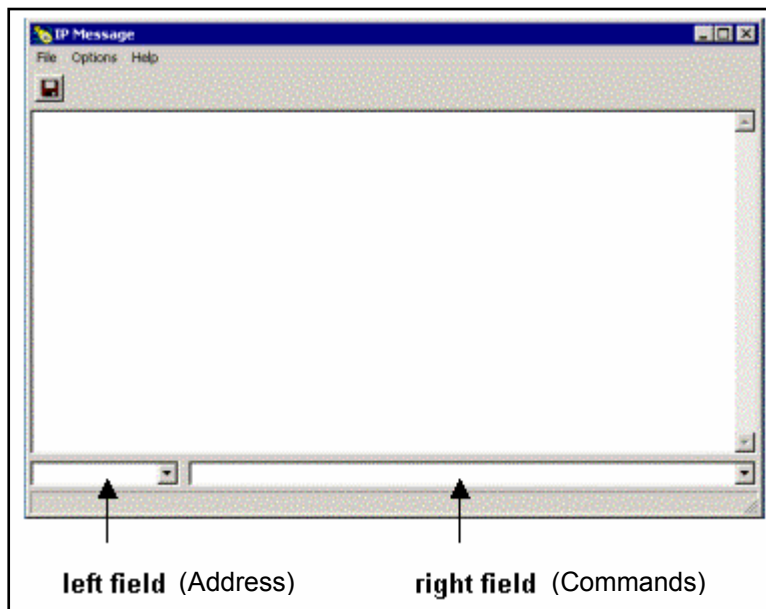 IP Message
File Options Help
left field (Address) right field (Commands)